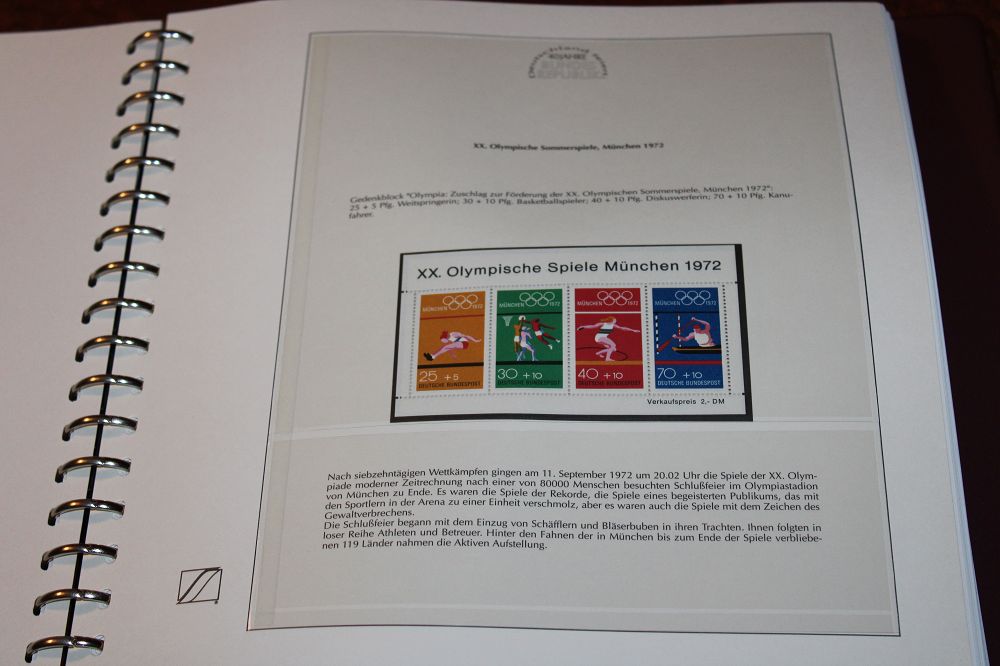 Deutschland deine
40 JAHRE
BUNDES
REPUBLIK
XX. Olympische Sommerspiele, München 1972
Gedenkblock "Olympia: Zuschlag zur Förderung der XX. Olympischen Sommerspiele, München 1972";
25 + 5 Pfg. Weitspringerin; 30 + 10 Pfg. Basketballspieler; 40 + 10 Pfg. Diskuswerferin; 70 + 10 Pfg. Kanu-
fahrer.
XX. Olympische Spiele München 1972
MÜNCHEN 1972
25 +5
DEUTSCHE BUNDESPOST
MÜNCHEN 1972
30 +10
DEUTSCHE BUNDESPOST
MÜNCHEN 1972
40 +10
DEUTSCHE BUNDESPOST
MÜNCHEN 1972
70 +10
DEUTSCHE BUNDESPOST
Verkaufspreis 2,- DM
Nach siebzehntägigen Wettkämpfen gingen am 11. September 1972 um 20.02 Uhr die Spiele der XX. Olym-
piade moderner Zeitrechnung nach einer von 80000 Menschen besuchten Schlußfeier im Olympiastadion
von München zu Ende. Es waren die Spiele der Rekorde, die Spiele eines begeisterten Publikums, das mit
den Sportlern in der Arena zu einer Einheit verschmolz, aber es waren auch die Spiele mit dem Zeichen des
Gewaltverbrechens.
Die Schlußfeier begann mit dem Einzug von Schäfflern und Bläserbuben in ihren Trachten. Ihnen folgten in
loser Reihe Athleten und Betreuer. Hinter den Fahnen der in München bis zum Ende der Spiele verbliebe-
nen 119 Länder nahmen die Aktiven Aufstellung.